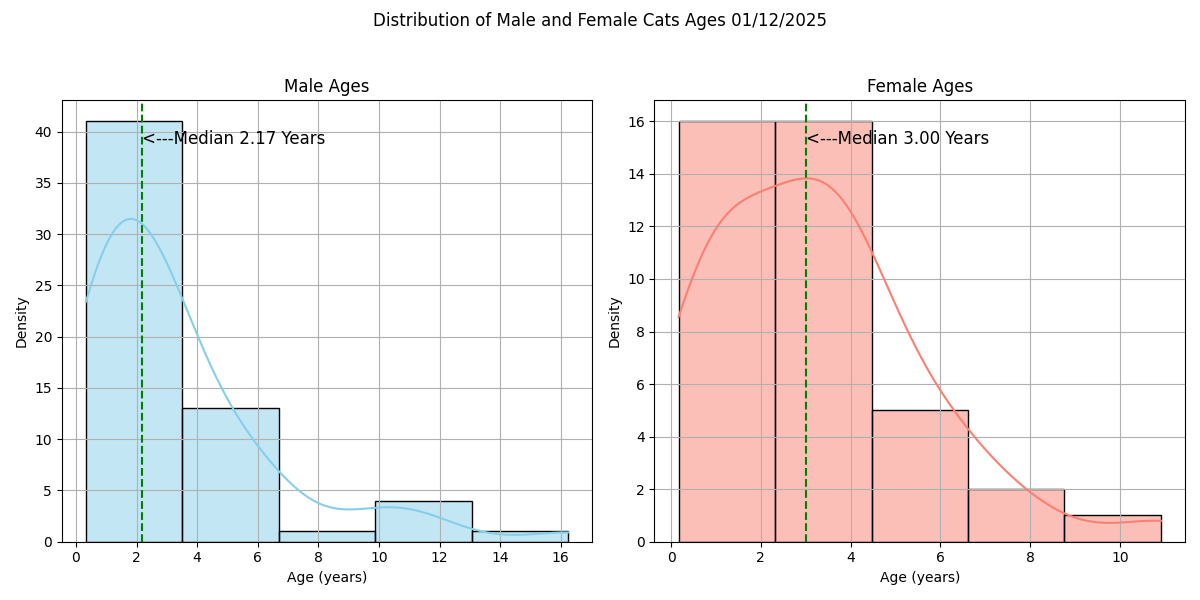 Distribution of Male and Female Cats Ages 01/12/2025
Male Ages
<---Median 2.17 Years
40
35
30
25
20
15
10
5
0
Density
0 2 4 6 8 10 12 14 16
Age (years)
Female Ages
<---Median 3.00 Years
16
14
12
10
8
6
4
2
0
Density
0 2 4 6 8 10
Age (years)